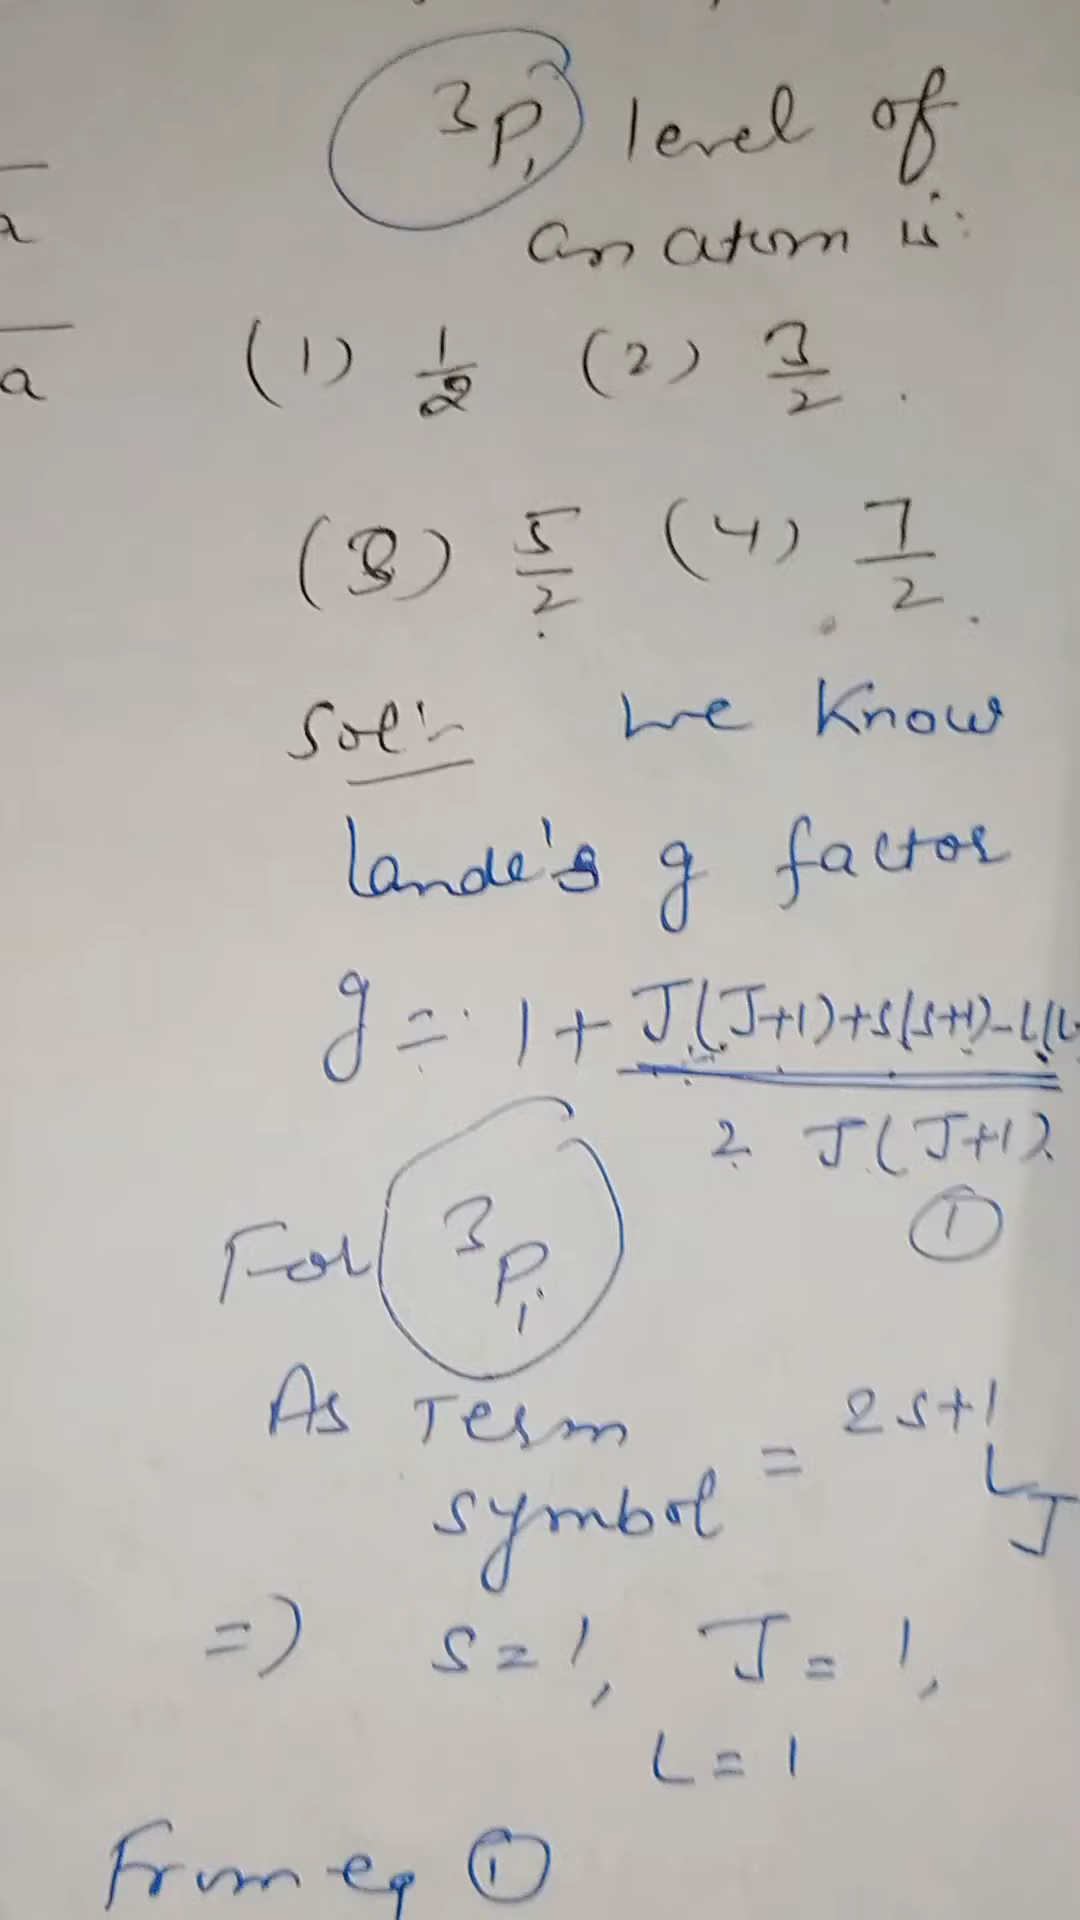 ³P₁ level of
an atom is:
(1) 1/2 (2) 3/2.
(3) 5/2 (4) 7/2.
Sol:- we know
Lande's g factor
g = 1 + J(J+1)+s(s+1)-L(L
2 J(J+1)
①
For ³P₁
As Term
symbol = 2s+1 L J
=) s=1, J=1,
L=1
From eq ①
a